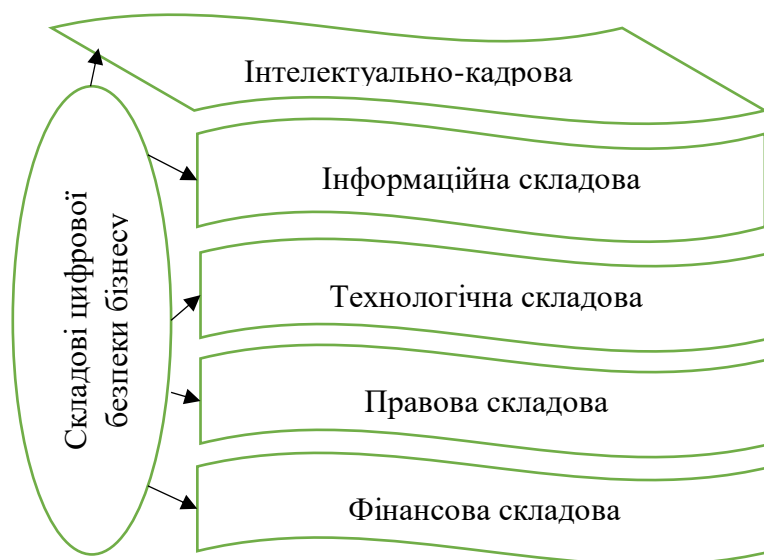 Інтелектуально-кадрова
Інформаційна складова
Технологічна складова
Правова складова
Фінансова складова
Складові цифрової
безпеки бізнесу